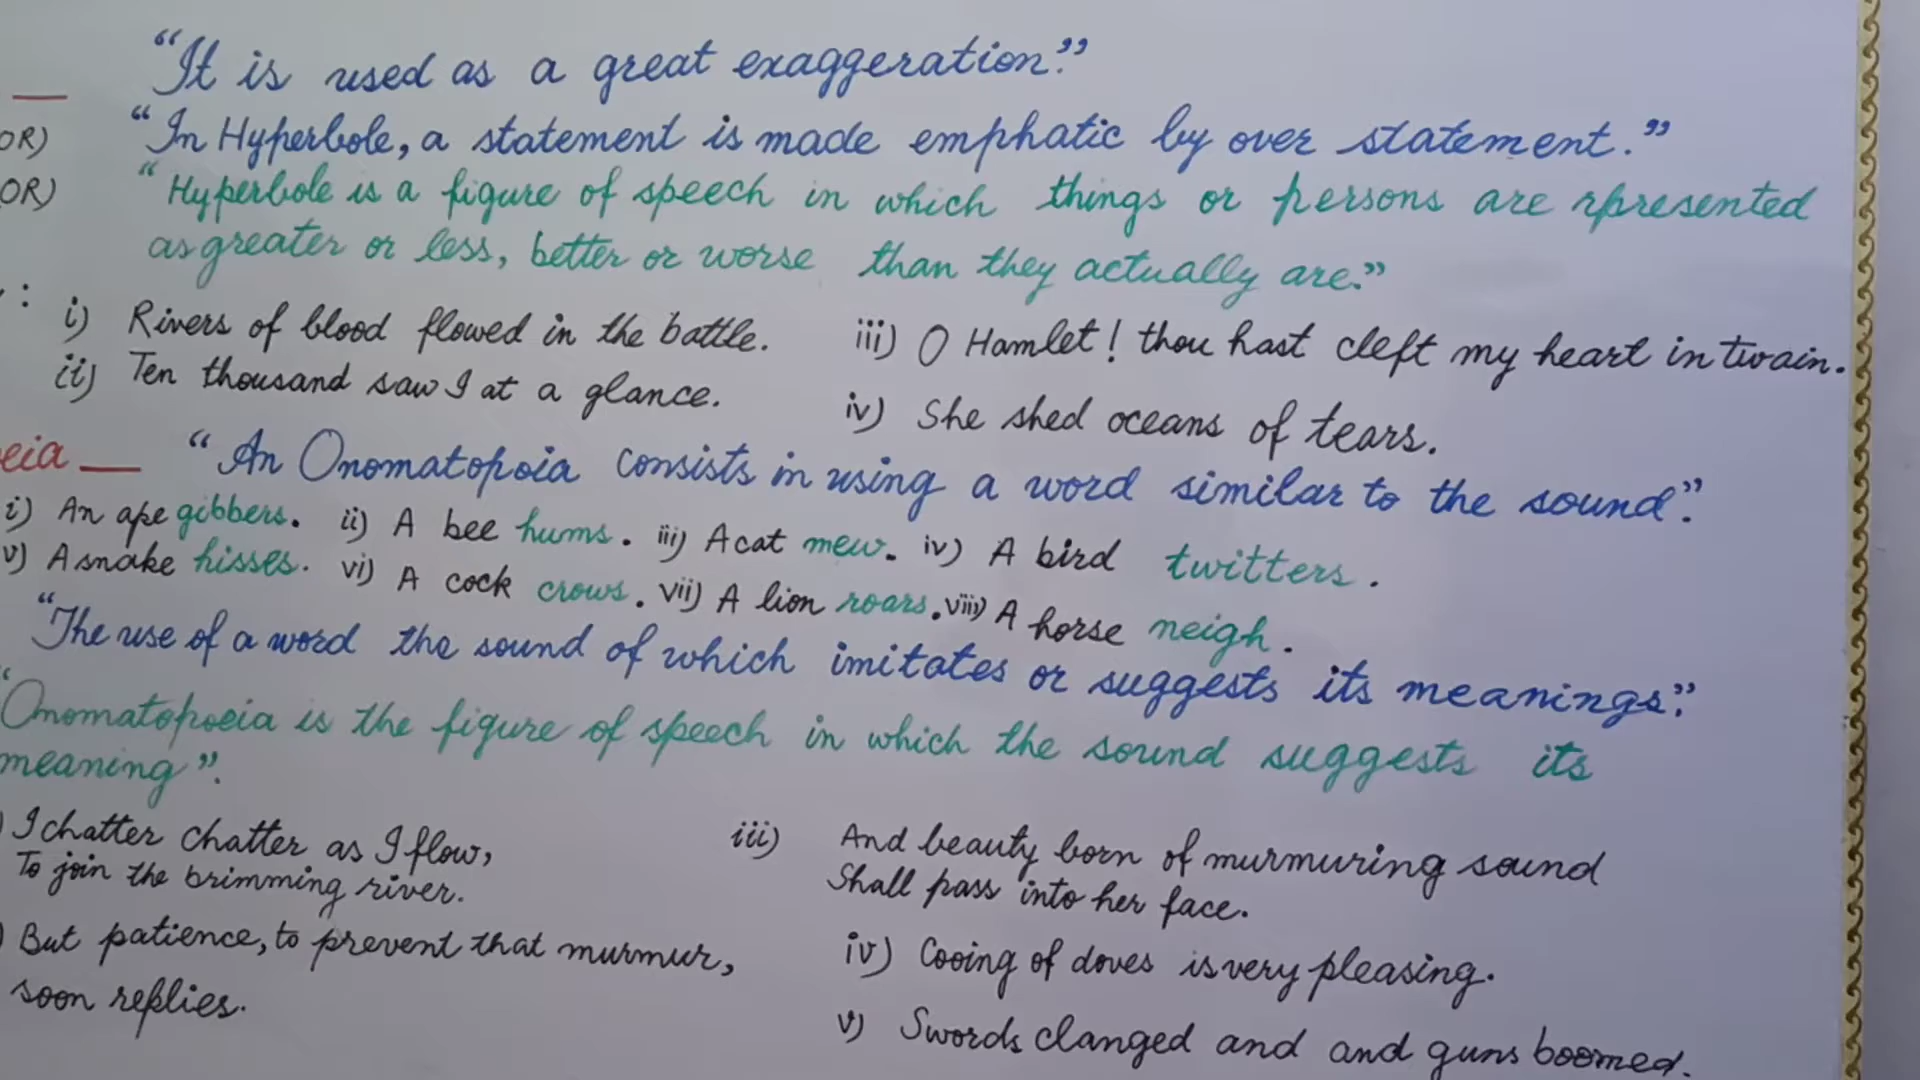 “It is used as a great exaggeration.”
OR) “In Hyperbole, a statement is made emphatic by over statement.”
OR) “Hyperbole is a figure of speech in which things or persons are rpresented
as greater or less, better or worse than they actually are.”
:
i) Rivers of blood flowed in the battle. iii) O Hamlet! thou hast cleft my heart in twain.
ii) Ten thousand saw I at a glance. iv) She shed oceans of tears.
eia — “An Onomatopoia consists in using a word similar to the sound”.
i) An ape gibbers. ii) A bee hums. iii) A cat mew. iv) A bird twitters.
v) A snake hisses. vi) A cock crows. vii) A lion roars. viii) A horse neigh.
“The use of a word the sound of which imitates or suggests its meanings”.
“Onomatopoeia is the figure of speech in which the sound suggests its
meaning”.
) I chatter chatter as I flow,
To join the brimming river.
) But patience, to prevent that murmur,
soon replies.
iii) And beauty born of murmuring sound
Shall pass into her face.
iv) Cooing of doves is very pleasing.
v) Swords clanged and and guns boomed.